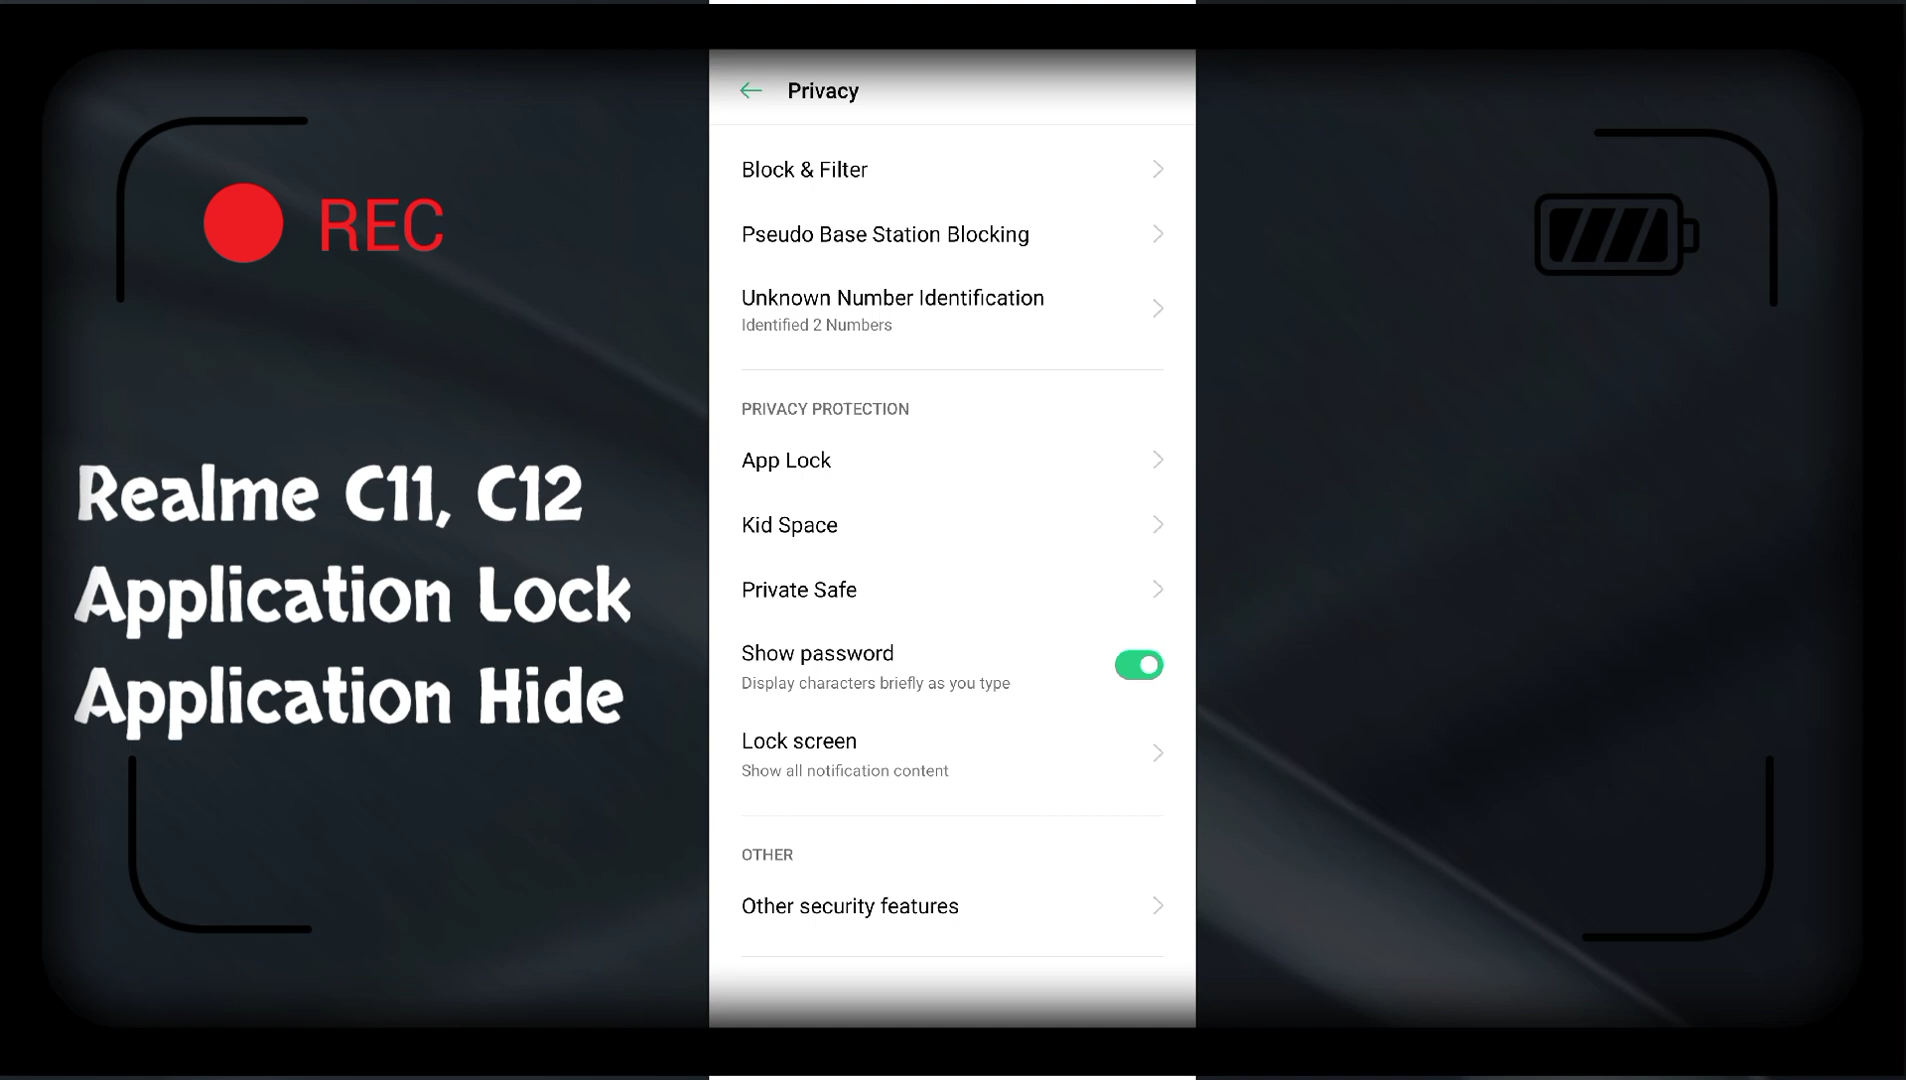 REC
Realme C11, C12
Application Lock
Application Hide
Privacy
Block & Filter
Pseudo Base Station Blocking
Unknown Number Identification
Identified 2 Numbers
PRIVACY PROTECTION
App Lock
Kid Space
Private Safe
Show password
Display characters briefly as you type
Lock screen
Show all notification content
OTHER
Other security features